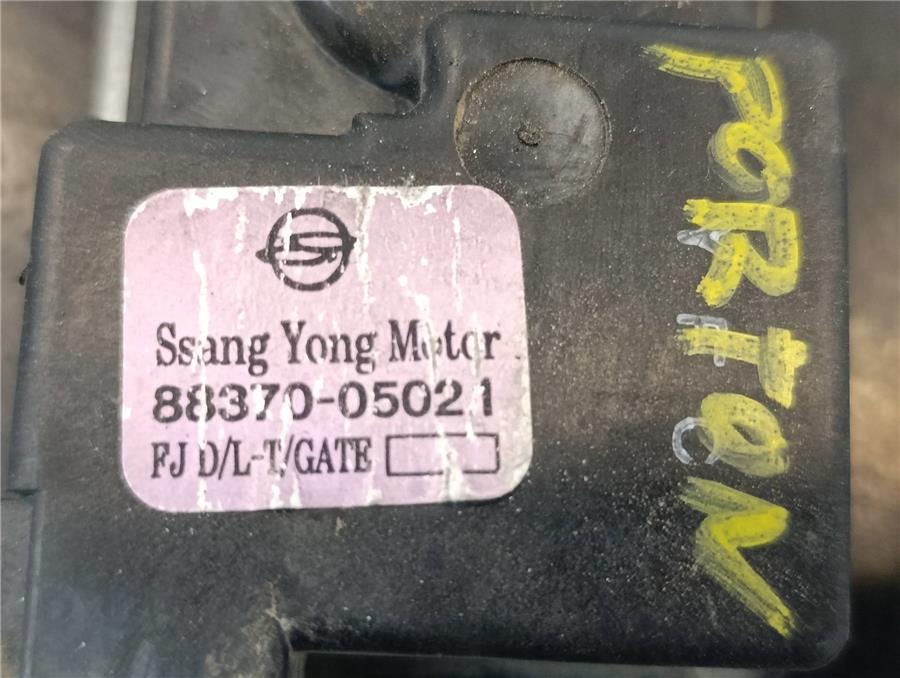 Ssang Yong Motor
88370-05021
FJ D/L-T/GATE
PORTON